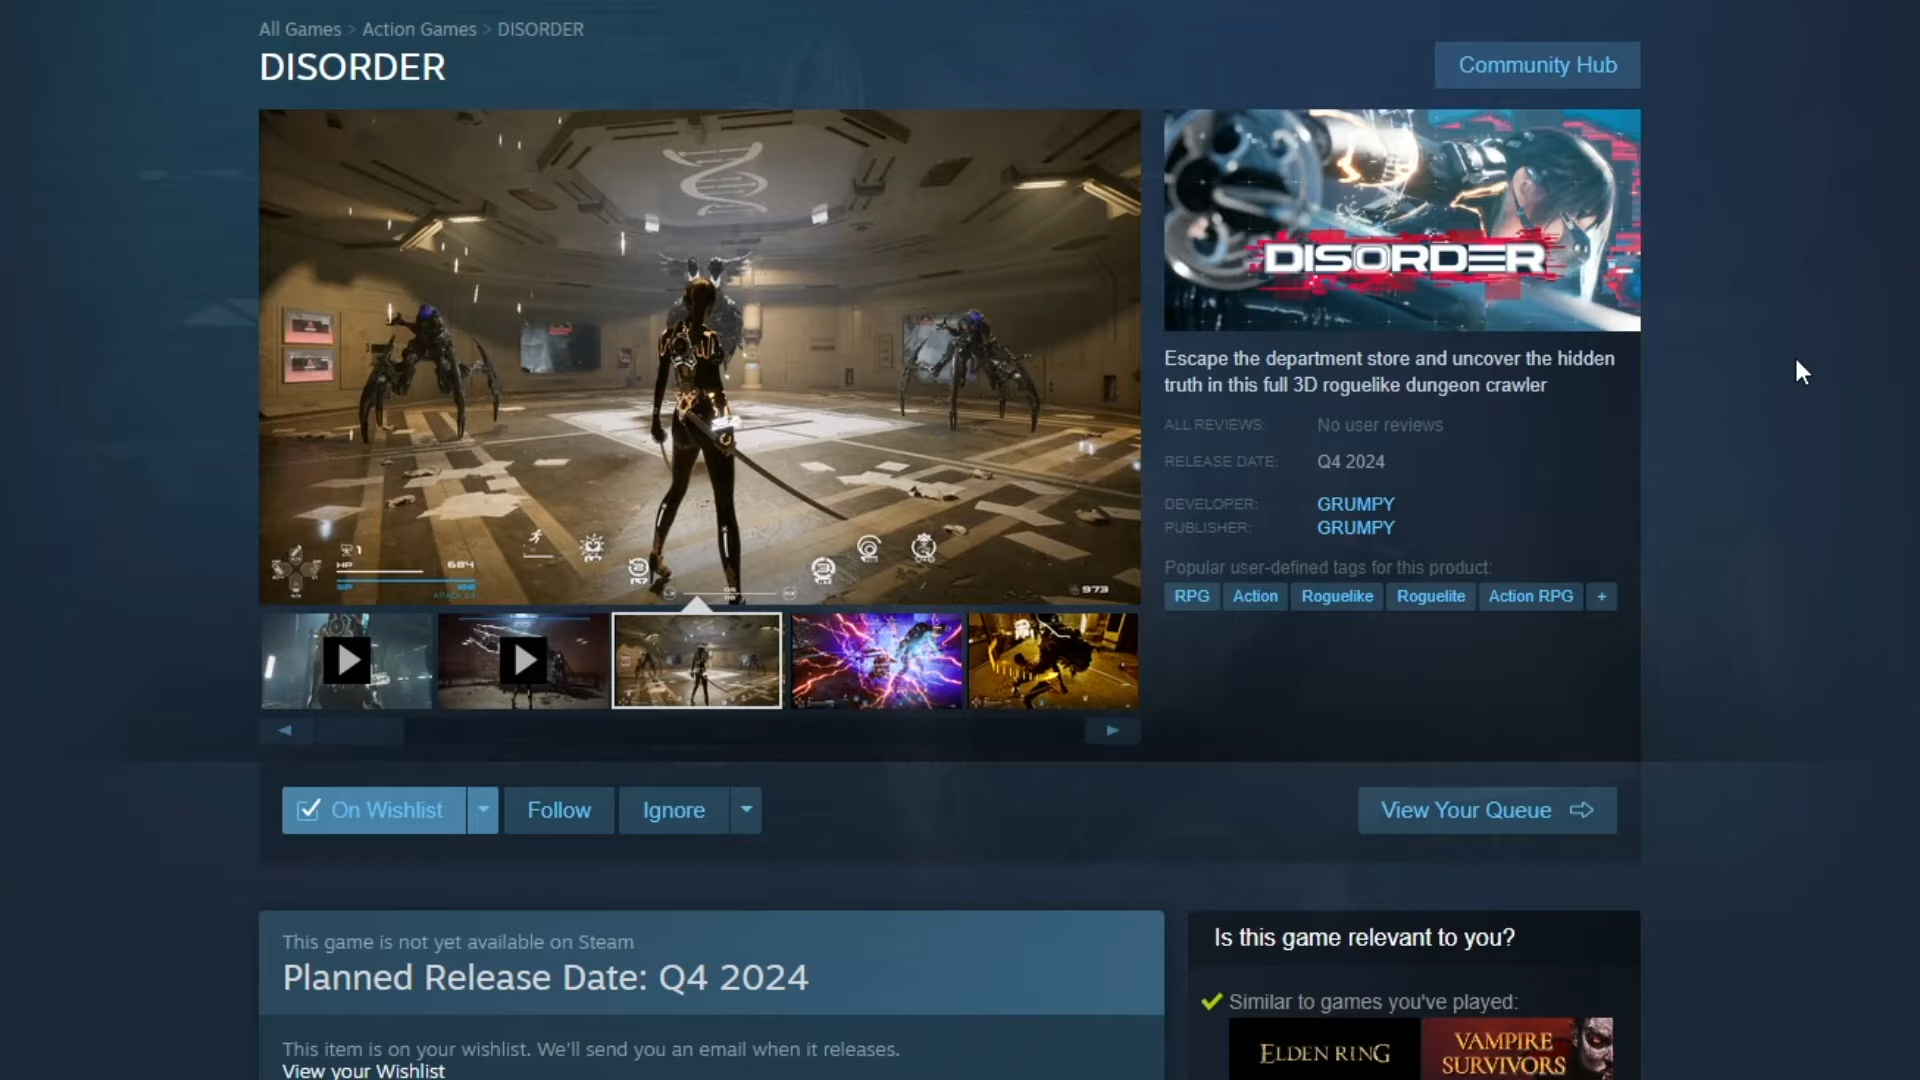 All Games > Action Games > DISORDER
DISORDER
Community Hub
DISORDER
Escape the department store and uncover the hidden
truth in this full 3D roguelike dungeon crawler
ALL REVIEWS: No user reviews
RELEASE DATE: Q4 2024
DEVELOPER: GRUMPY
PUBLISHER: GRUMPY
Popular user-defined tags for this product:
RPG Action Roguelike Roguelite Action RPG +
1
HP 684
SP
973
On Wishlist Follow Ignore View Your Queue
This game is not yet available on Steam
Planned Release Date: Q4 2024
This item is on your wishlist. We'll send you an email when it releases.
View your Wishlist
Is this game relevant to you?
Similar to games you've played:
ELDEN RING
VAMPIRE
SURVIVORS